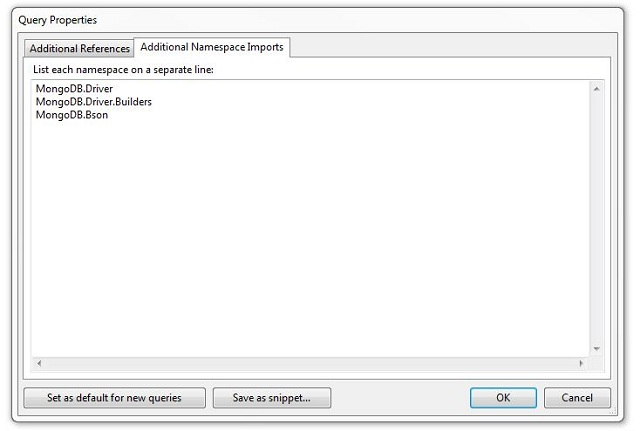 Query Properties
Additional References
Additional Namespace Imports
List each namespace on a separate line:
MongoDB.Driver
MongoDB.Driver.Builders
MongoDB.Bson
Set as default for new queries
Save as snippet...
OK
Cancel